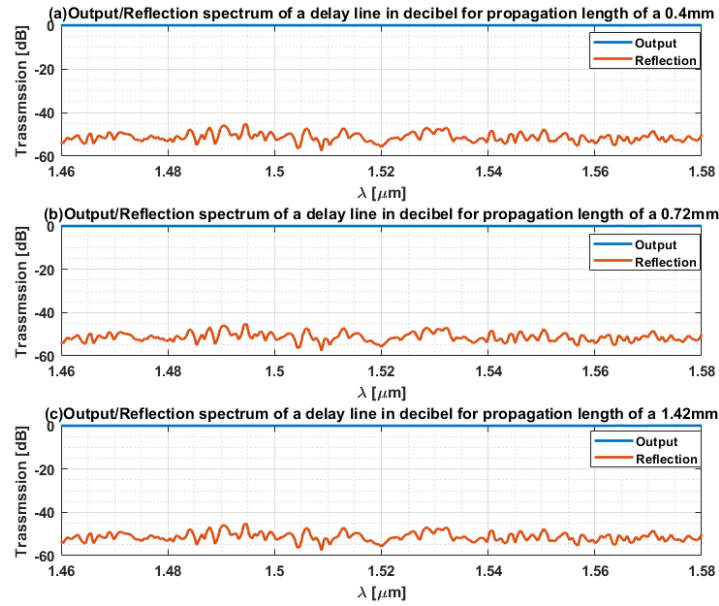 (a)Output/Reflection spectrum of a delay line in decibel for propagation length of a 0.4mm
0
-20
-40
-60
Trassmssion [dB]
Output
Reflection
1.46 1.48 1.5 1.52 1.54 1.56 1.58
λ [μm]
(b)Output/Reflection spectrum of a delay line in decibel for propagation length of a 0.72mm
0
-20
-40
-60
Trassmssion [dB]
Output
Reflection
1.46 1.48 1.5 1.52 1.54 1.56 1.58
λ [μm]
(c)Output/Reflection spectrum of a delay line in decibel for propagation length of a 1.42mm
0
-20
-40
-60
Trassmssion [dB]
Output
Reflection
1.46 1.48 1.5 1.52 1.54 1.56 1.58
λ [μm]